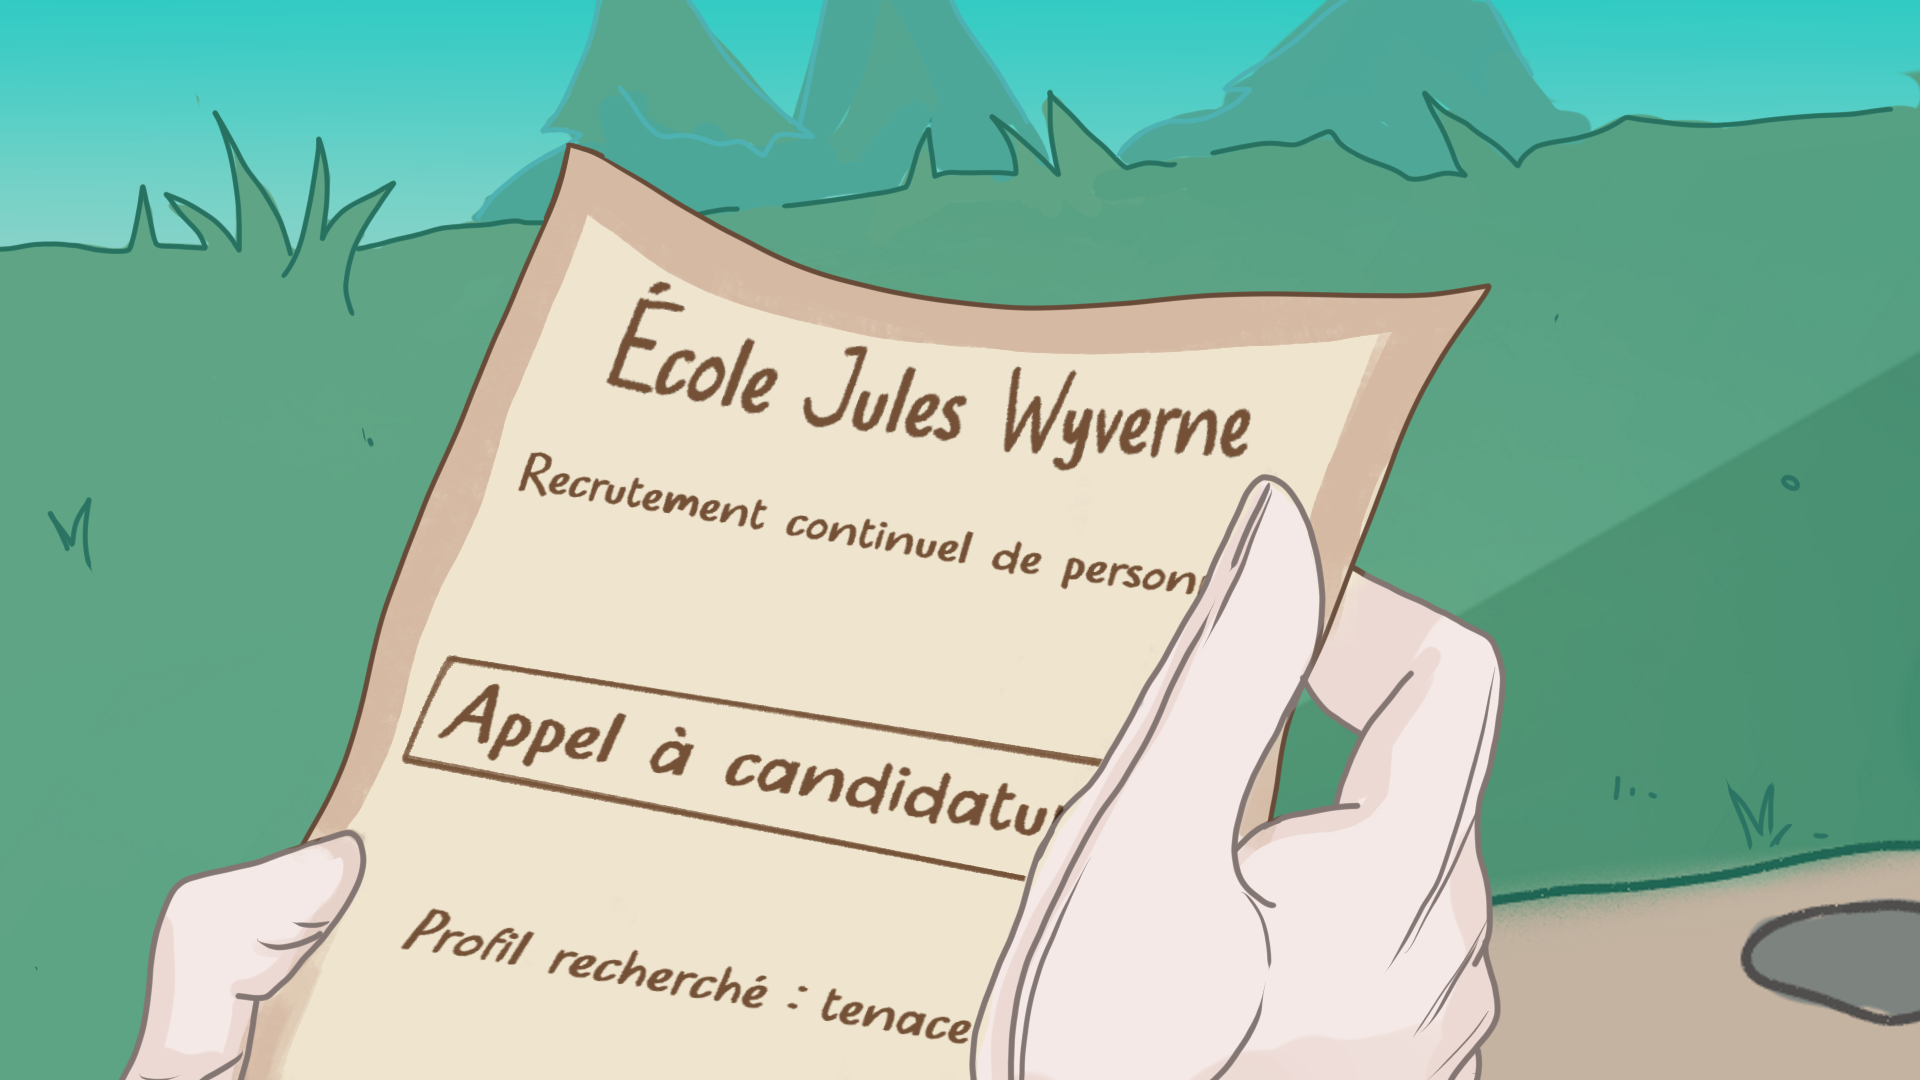 École Jules Wyverne
Recrutement continuel de person
Appel à candidatu
Profil recherché : tenace